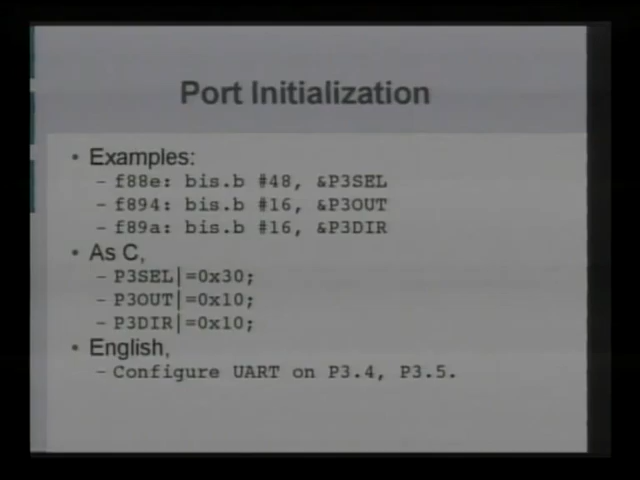 Port Initialization
• Examples:
– f88e: bis.b #48, &P3SEL
– f894: bis.b #16, &P3OUT
– f89a: bis.b #16, &P3DIR
• As C,
– P3SEL|=0x30;
– P3OUT|=0x10;
– P3DIR|=0x10;
• English,
– Configure UART on P3.4, P3.5.